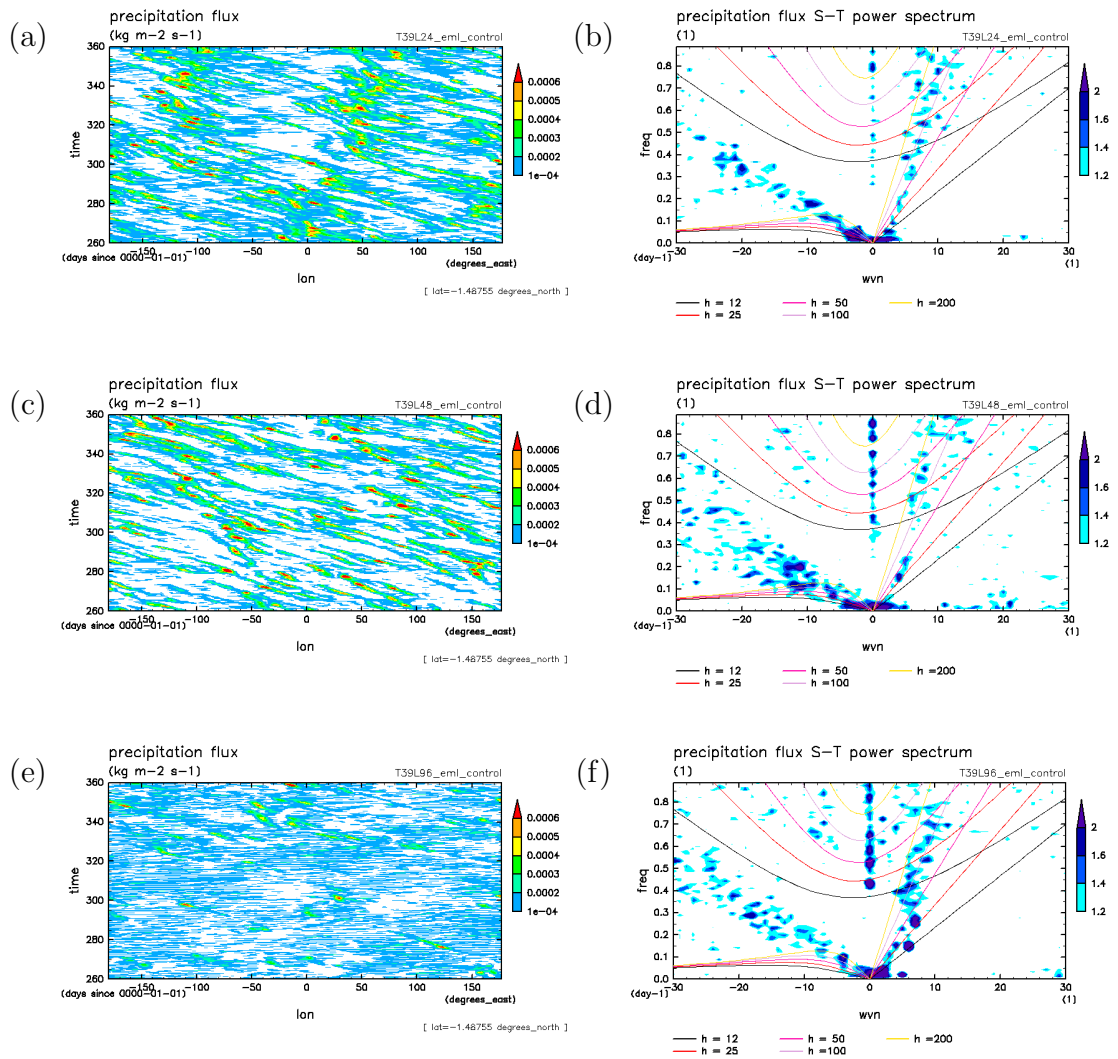 (a)
precipitation flux
(kg m-2 s-1)
T39L24_eml_control
360
340
320
300
280
260
time
-150 -100 -50 0 50 100 150
(days since 0000-01-01)
(degrees_east)
lon
[ lat=-1.48755 degrees_north ]
0.0006
0.0005
0.0004
0.0003
0.0002
1e-04
(b)
precipitation flux S-T power spectrum
(1)
T39L24_eml_control
0.8
0.7
0.6
0.5
0.4
0.3
0.2
0.1
0.0
freq
-30 -20 -10 0 10 20 30
(day-1)
(1)
wvn
2
1.6
1.4
1.2
h = 12 h = 50 h =200
h = 25 h =100
(c)
precipitation flux
(kg m-2 s-1)
T39L48_eml_control
360
340
320
300
280
260
time
-150 -100 -50 0 50 100 150
(days since 0000-01-01)
(degrees_east)
lon
[ lat=-1.48755 degrees_north ]
0.0006
0.0005
0.0004
0.0003
0.0002
1e-04
(d)
precipitation flux S-T power spectrum
(1)
T39L48_eml_control
0.8
0.7
0.6
0.5
0.4
0.3
0.2
0.1
0.0
freq
-30 -20 -10 0 10 20 30
(day-1)
(1)
wvn
2
1.6
1.4
1.2
h = 12 h = 50 h =200
h = 25 h =100
(e)
precipitation flux
(kg m-2 s-1)
T39L96_eml_control
360
340
320
300
280
260
time
-150 -100 -50 0 50 100 150
(days since 0000-01-01)
(degrees_east)
lon
[ lat=-1.48755 degrees_north ]
0.0006
0.0005
0.0004
0.0003
0.0002
1e-04
(f)
precipitation flux S-T power spectrum
(1)
T39L96_eml_control
0.8
0.7
0.6
0.5
0.4
0.3
0.2
0.1
0.0
freq
-30 -20 -10 0 10 20 30
(day-1)
(1)
wvn
2
1.6
1.4
1.2
h = 12 h = 50 h =200
h = 25 h =100